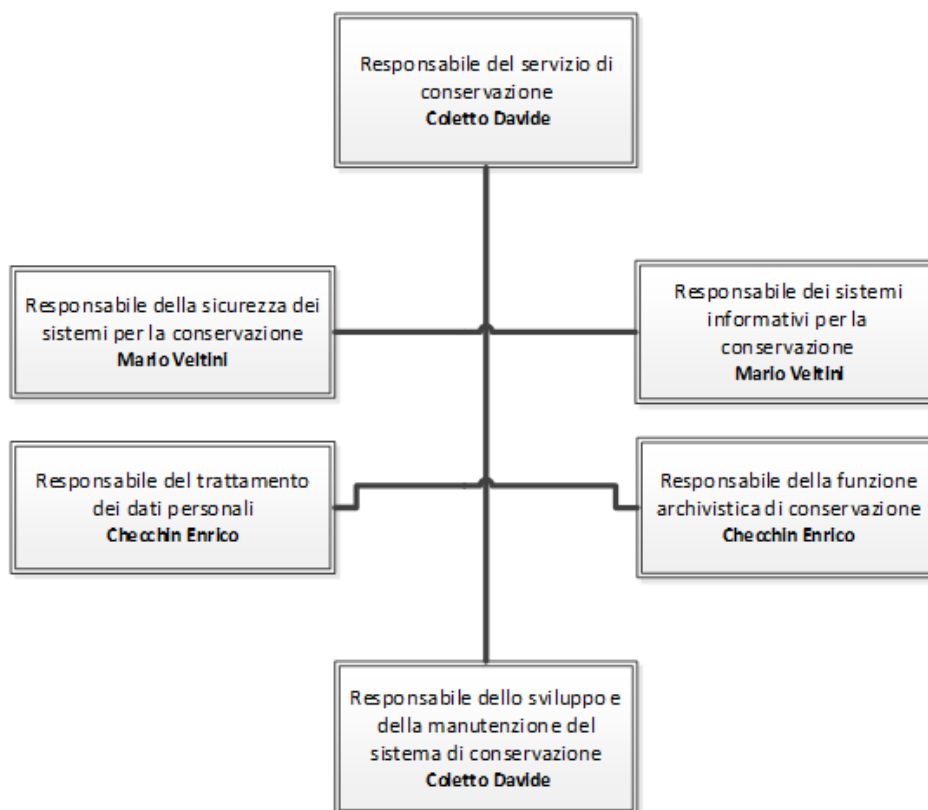 Responsabile del servizio di
conservazione
Coletto Davide
Responsabile della sicurezza dei
sistemi per la conservazione
Mario Veltini
Responsabile dei sistemi
informativi per la
conservazione
Mario Veltini
Responsabile del trattamento
dei dati personali
Checchin Enrico
Responsabile della funzione
archivistica di conservazione
Checchin Enrico
Responsabile dello sviluppo e
della manutenzione del
sistema di conservazione
Coletto Davide